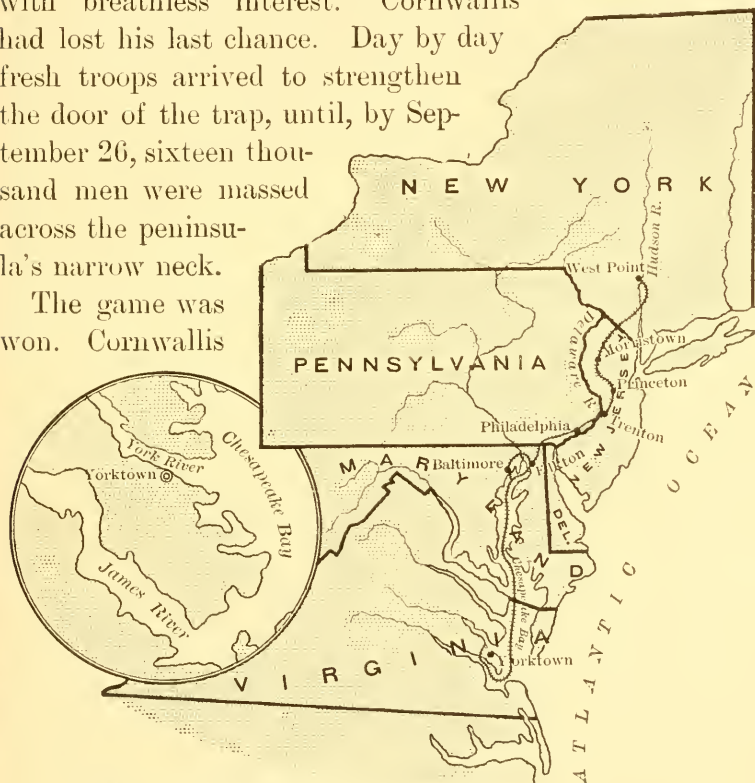 with breathless interest. Cornwallis
had lost his last chance. Day by day
fresh troops arrived to strengthen
the door of the trap, until, by Sep-
tember 26, sixteen thou-
sand men were massed
across the peninsu-
la's narrow neck.
The game was
won. Cornwallis
NEW YORK
Hudson R.
West Point
Delaware R.
Morristown
PENNSYLVANIA
Princeton
NEW JERSEY
Trenton
Philadelphia
MARYLAND
Baltimore
Elkton
DEL.
Chesapeake Bay
VIRGINIA
Yorktown
ATLANTIC OCEAN
York River
Chesapeake Bay
Yorktown
James River